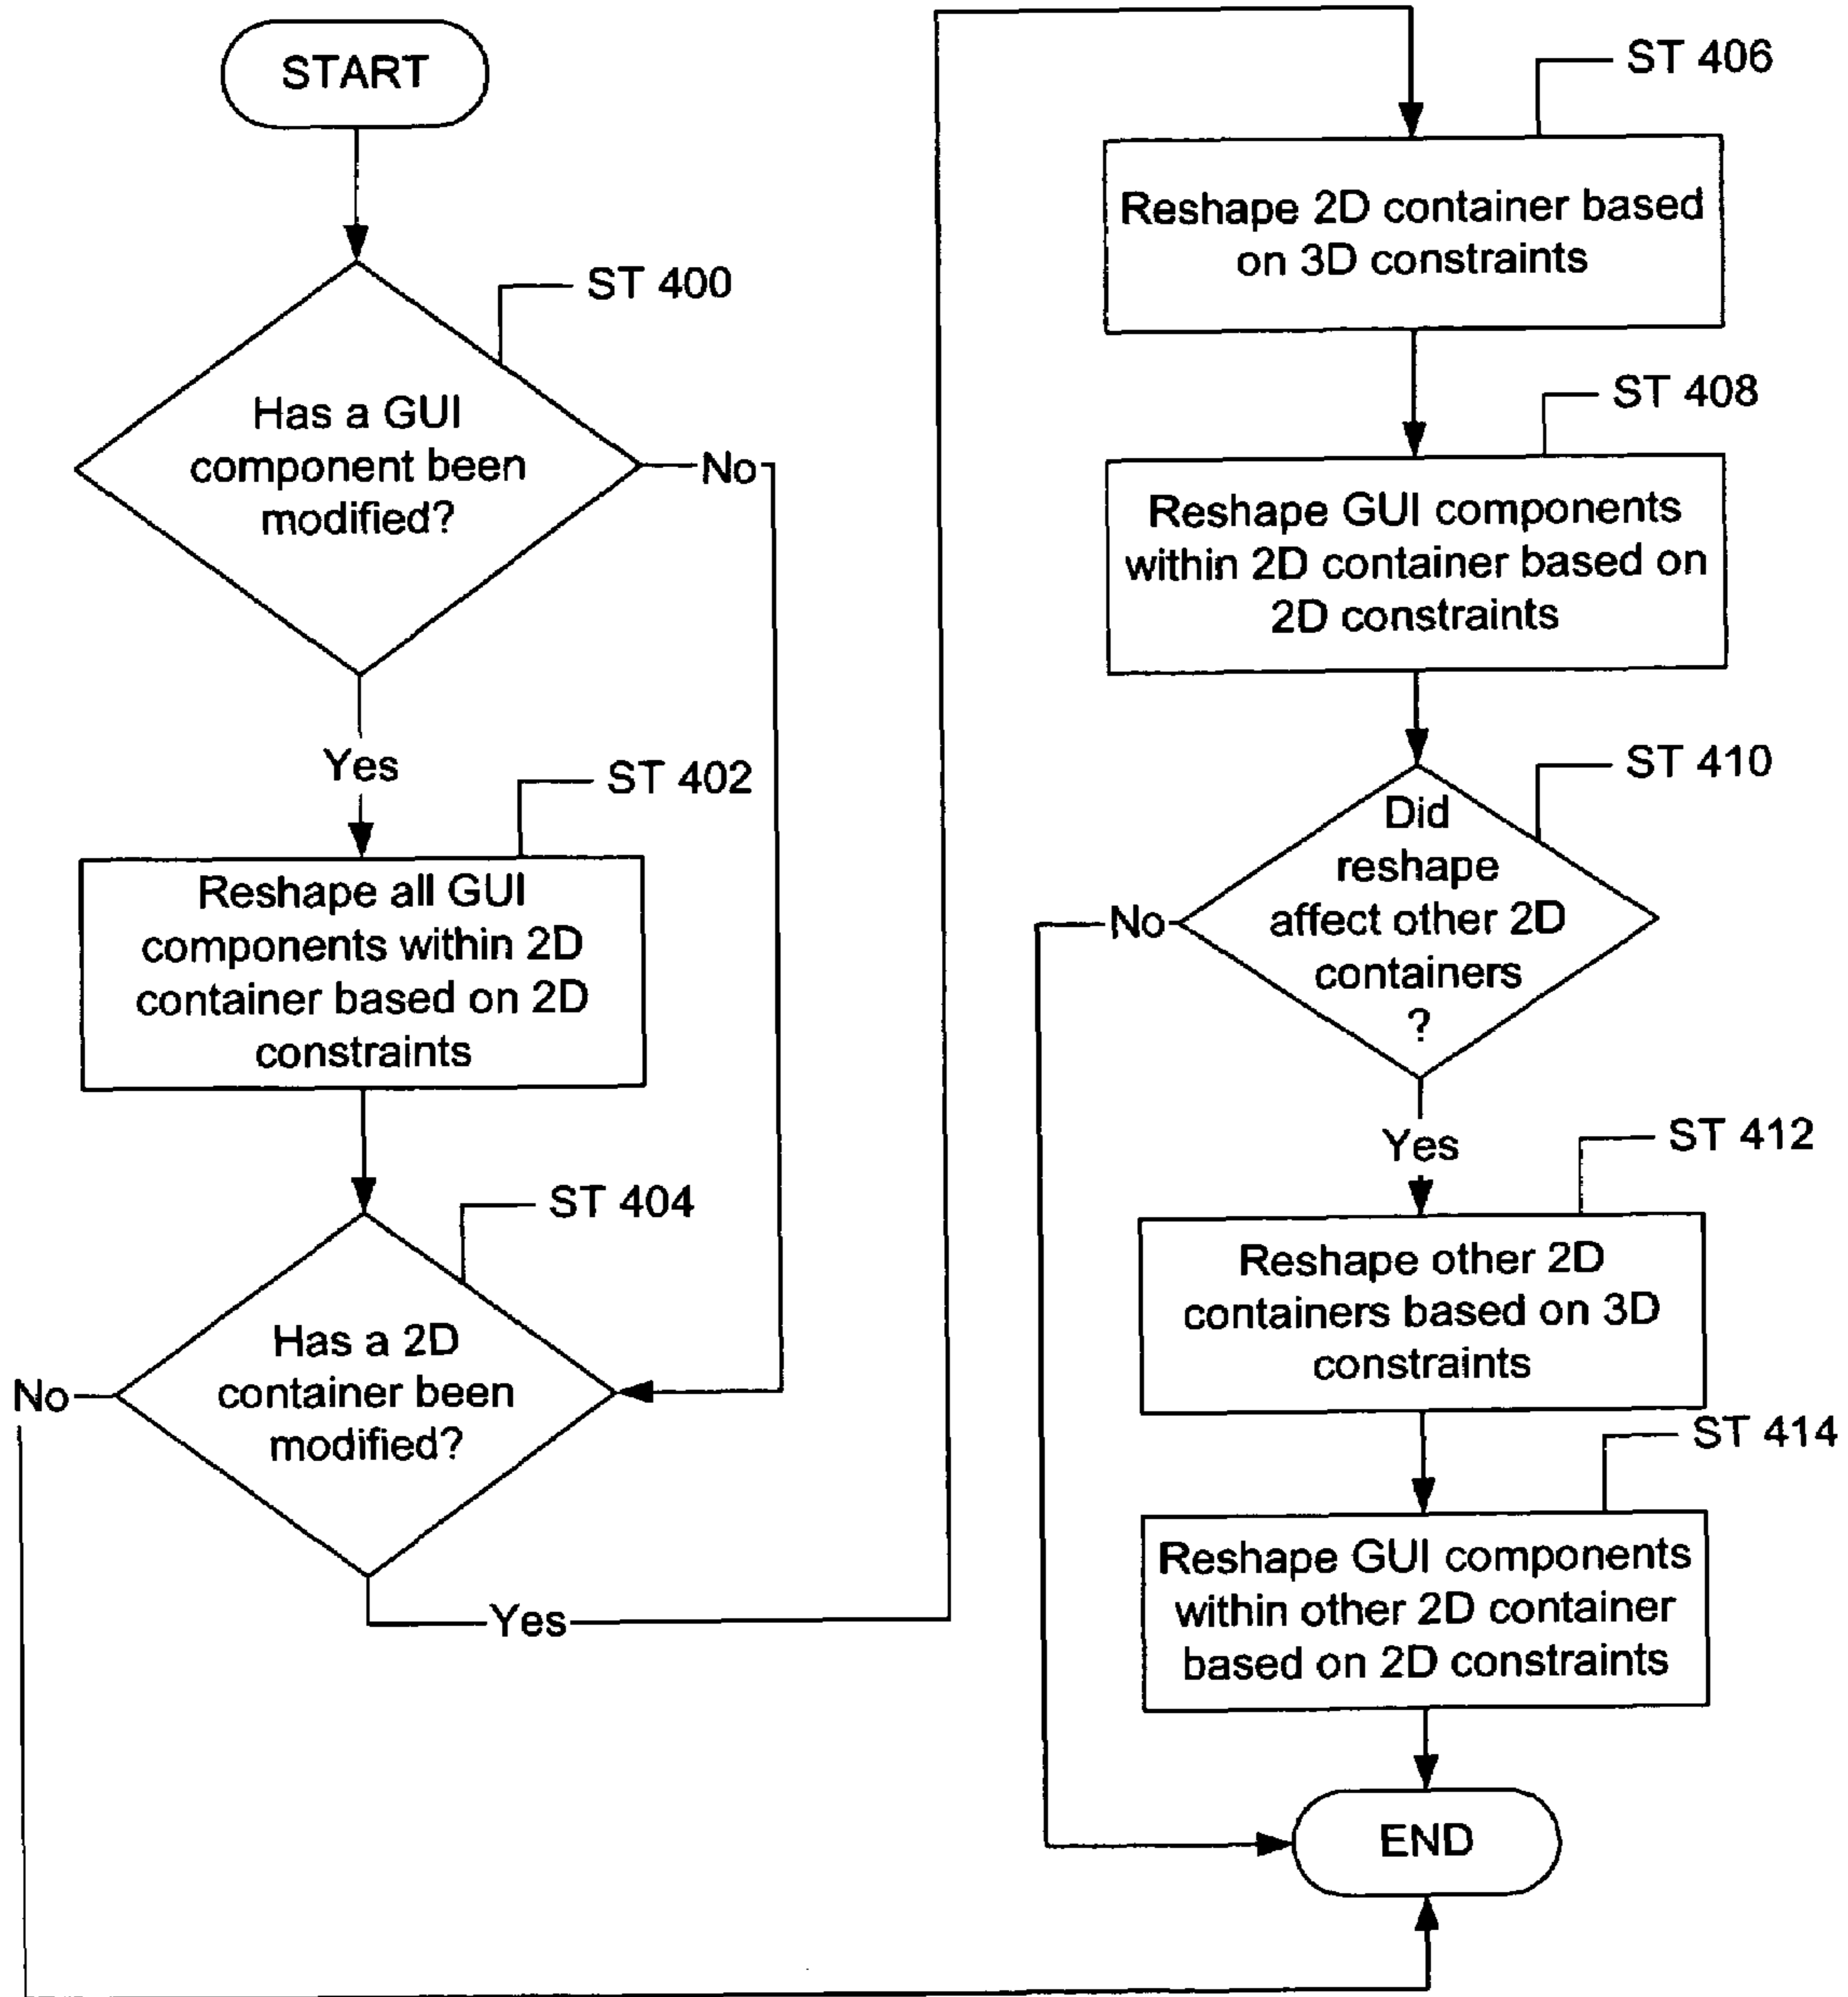 START
ST 400
Has a GUI
component been
modified?
No
Yes
ST 402
Reshape all GUI
components within 2D
container based on 2D
constraints
ST 404
Has a 2D
container been
modified?
No
Yes
ST 406
Reshape 2D container based
on 3D constraints
ST 408
Reshape GUI components
within 2D container based on
2D constraints
ST 410
Did
reshape
affect other 2D
containers
?
No
Yes
ST 412
Reshape other 2D
containers based on 3D
constraints
ST 414
Reshape GUI components
within other 2D container
based on 2D constraints
END